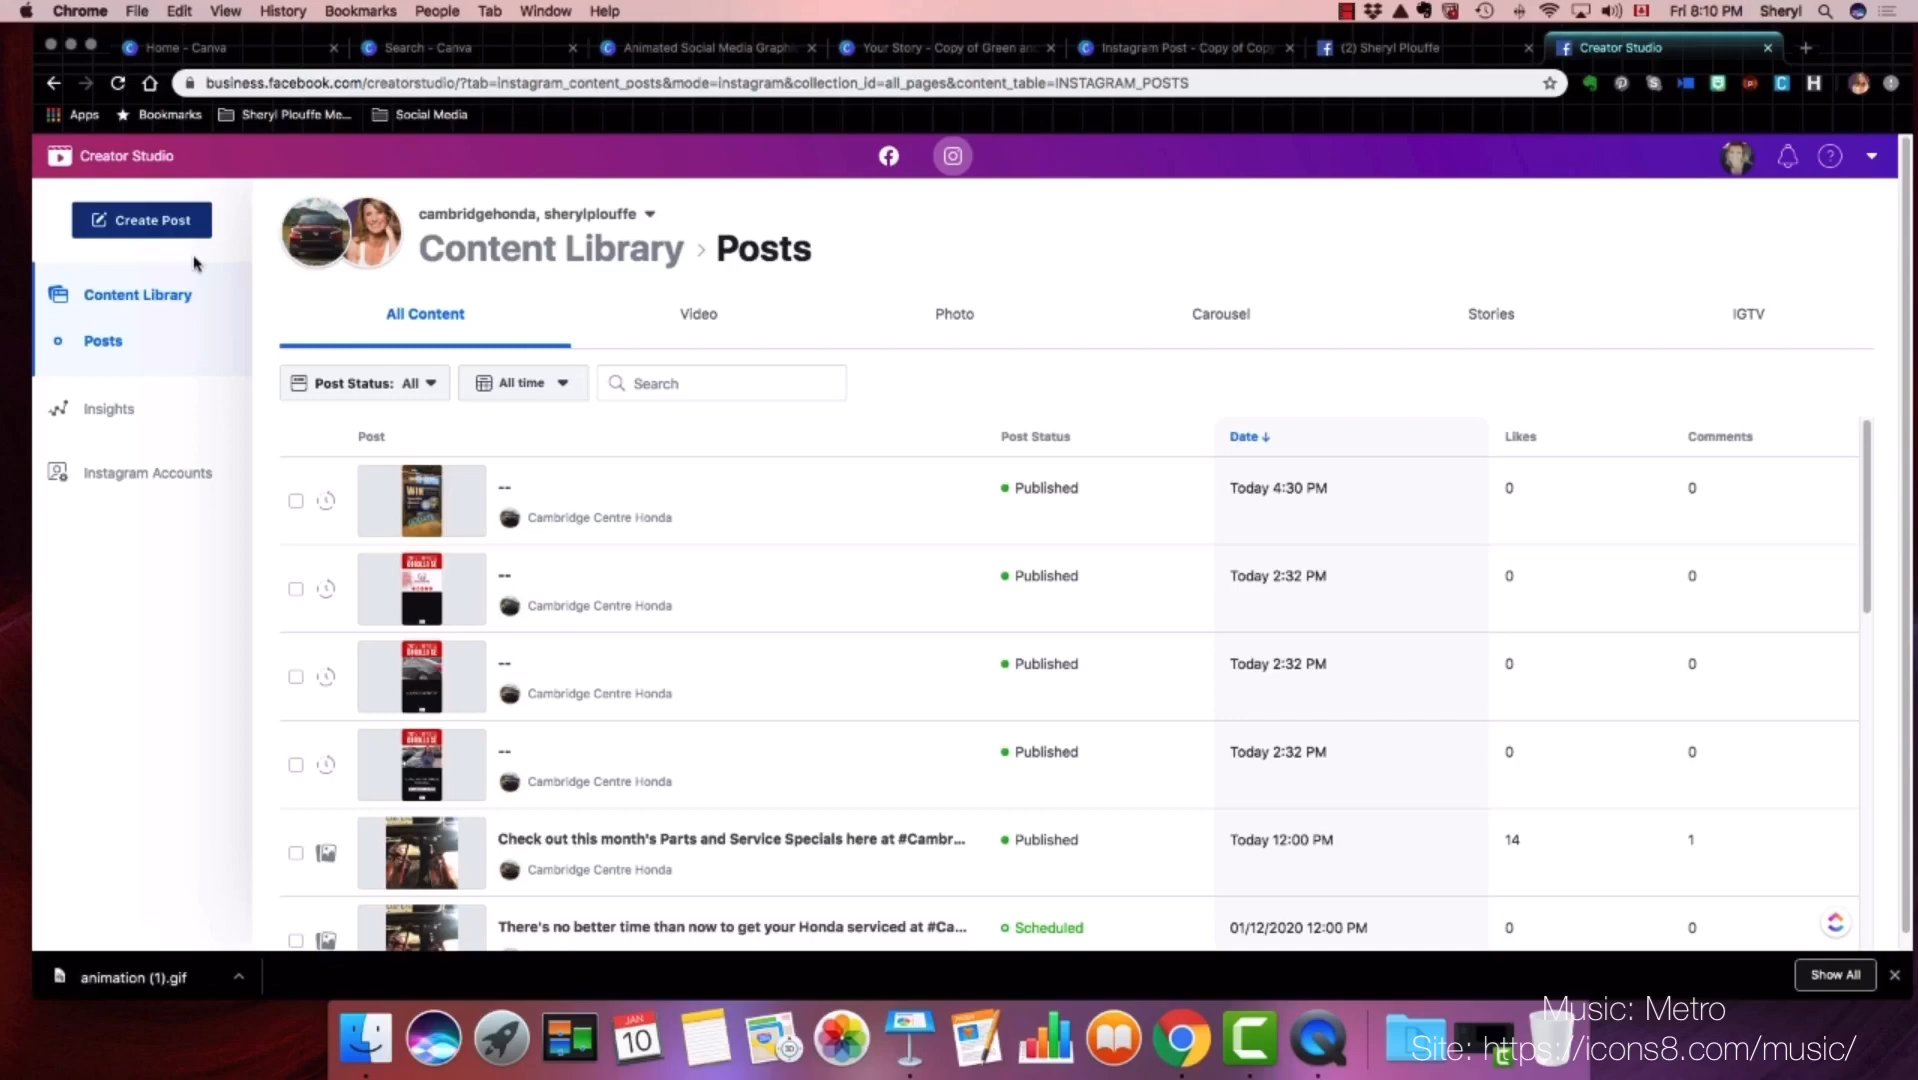 Chrome File Edit View History Bookmarks People Tab Window Help Fri 8:10 PM Sheryl
Home - Canva Search - Canva Animated Social Media Graphi Your Story - Copy of Green an Instagram Post - Copy of Copy (2) Sheryl Plouffe Creator Studio
business.facebook.com/creatorstudio/?tab=instagram_content_posts&mode=instagram&collection_id=all_pages&content_table=INSTAGRAM_POSTS
Apps Bookmarks Sheryl Plouffe Me... Social Media
Creator Studio
Create Post
Content Library
Posts
Insights
Instagram Accounts
cambridgehonda, sherylplouffe
Content Library > Posts
All Content Video Photo Carousel Stories IGTV
Post Status: All All time Search
Post Post Status Date ↓ Likes Comments
WIN
-- Published Today 4:30 PM 0 0
Cambridge Centre Honda
-- Published Today 2:32 PM 0 0
Cambridge Centre Honda
-- Published Today 2:32 PM 0 0
Cambridge Centre Honda
-- Published Today 2:32 PM 0 0
Cambridge Centre Honda
Check out this month's Parts and Service Specials here at #Cambr... Published Today 12:00 PM 14 1
Cambridge Centre Honda
There's no better time than now to get your Honda serviced at #Ca... Scheduled 01/12/2020 12:00 PM 0 0
animation (1).gif Show All
JAN
10
Music: Metro
Site: https://icons8.com/music/